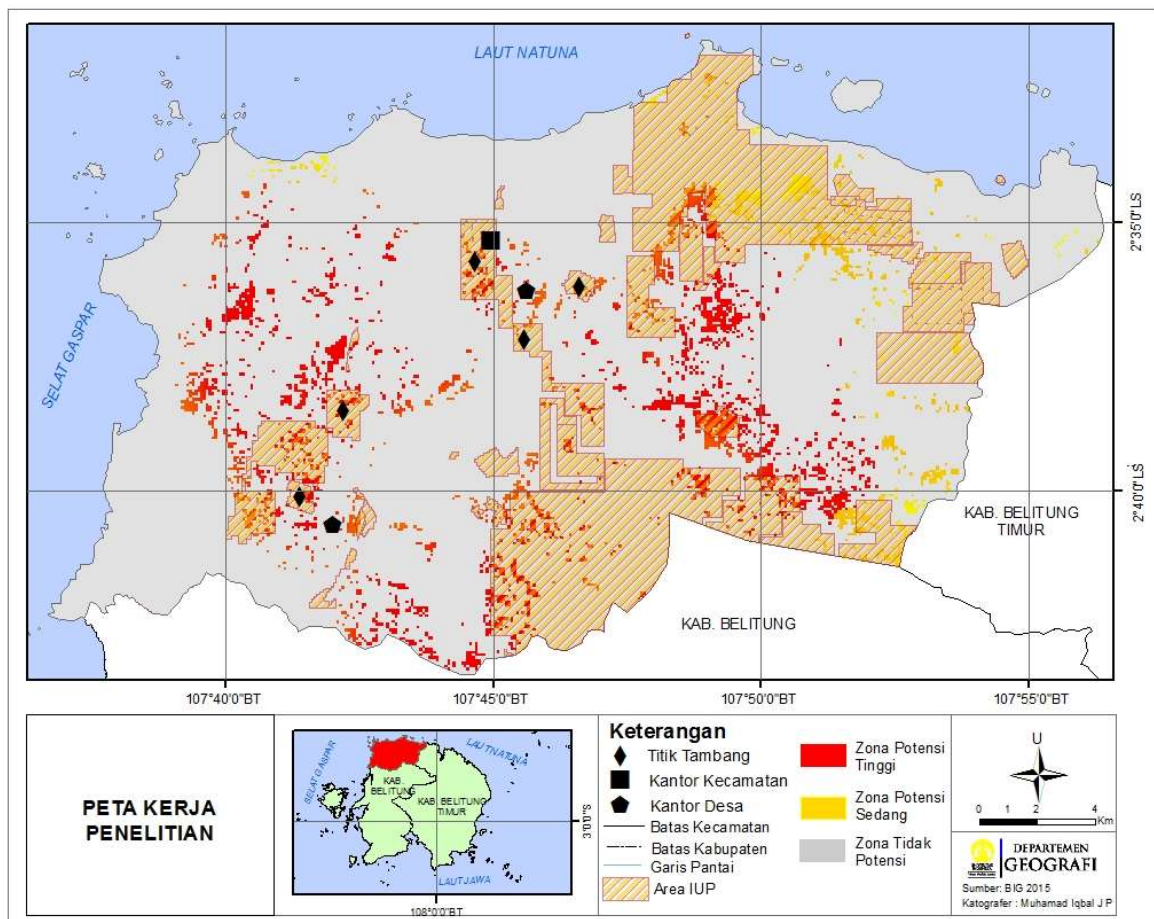 LAUT NATUNA
2°35'0"LS
SELAT GASPAR
2°40'0"LS
KAB. BELITUNG
TIMUR
KAB. BELITUNG
107°40'0"BT
107°45'0"BT
107°50'0"BT
107°55'0"BT
PETA KERJA
PENELITIAN
SELAT GASPAR
LAUT NATUNA
KAB.
BELITUNG
KAB. BELITUNG
TIMUR
LAUT JAWA
3°0'0"S
108°0'0"BT
Keterangan
Titik Tambang
Kantor Kecamatan
Kantor Desa
Batas Kecamatan
Batas Kabupaten
Garis Pantai
Area IUP
Zona Potensi
Tinggi
Zona Potensi
Sedang
Zona Tidak
Potensi
U
0 1 2 4
Km
DEPARTEMEN
GEOGRAFI
Sumber: BIG 2015
Katografer : Muhamad Iqbal J P